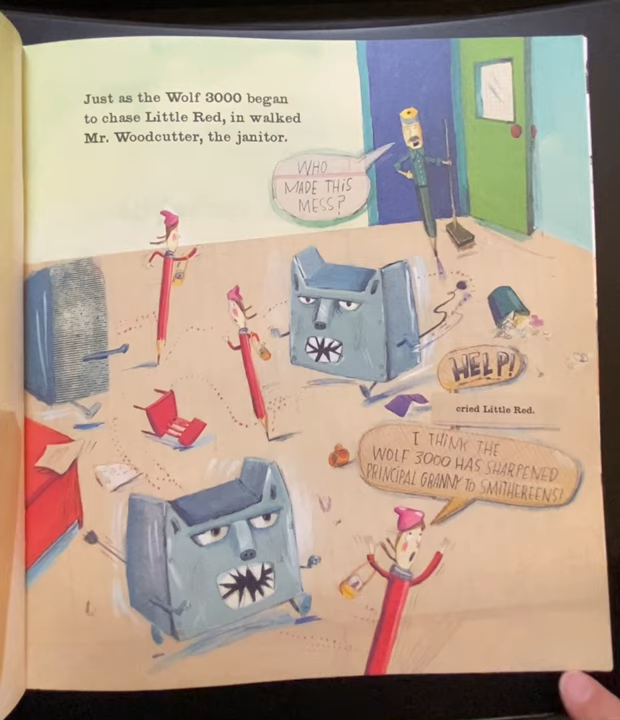 Just as the Wolf 3000 began
to chase Little Red, in walked
Mr. Woodcutter, the janitor.
WHO
MADE THiS
MESS?
HELP!
cried Little Red.
I THiNK THE
WOLF 3000 HAS SHARPENED
PRiNCiPAL GRANNY To SMiTHEREENS!